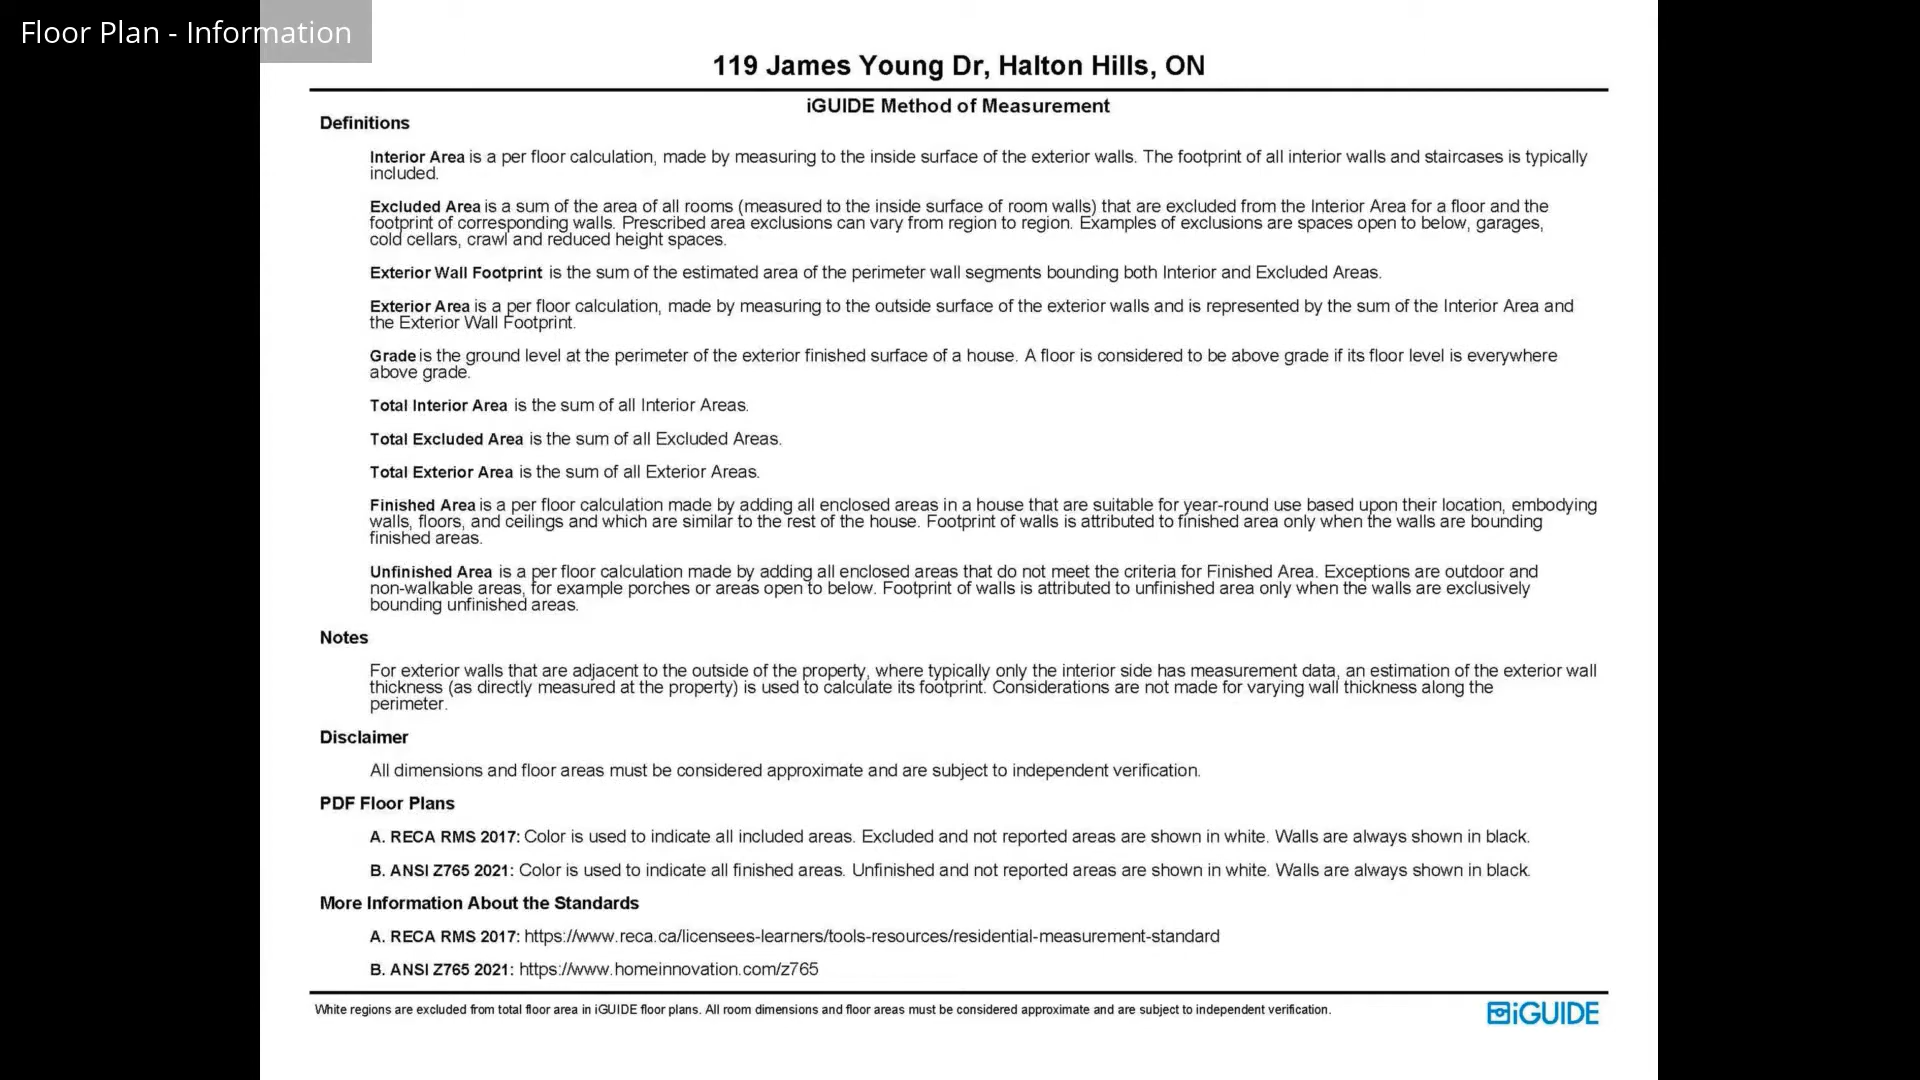 Floor Plan - Information
119 James Young Dr, Halton Hills, ON
iGUIDE Method of Measurement
Definitions
Interior Area is a per floor calculation, made by measuring to the inside surface of the exterior walls. The footprint of all interior walls and staircases is typically
included.
Excluded Area is a sum of the area of all rooms (measured to the inside surface of room walls) that are excluded from the Interior Area for a floor and the
footprint of corresponding walls. Prescribed area exclusions can vary from region to region. Examples of exclusions are spaces open to below, garages,
cold cellars, crawl and reduced height spaces.
Exterior Wall Footprint is the sum of the estimated area of the perimeter wall segments bounding both Interior and Excluded Areas.
Exterior Area is a per floor calculation, made by measuring to the outside surface of the exterior walls and is represented by the sum of the Interior Area and
the Exterior Wall Footprint.
Grade is the ground level at the perimeter of the exterior finished surface of a house. A floor is considered to be above grade if its floor level is everywhere
above grade.
Total Interior Area is the sum of all Interior Areas.
Total Excluded Area is the sum of all Excluded Areas.
Total Exterior Area is the sum of all Exterior Areas.
Finished Area is a per floor calculation made by adding all enclosed areas in a house that are suitable for year-round use based upon their location, embodying
walls, floors, and ceilings and which are similar to the rest of the house. Footprint of walls is attributed to finished area only when the walls are bounding
finished areas.
Unfinished Area is a per floor calculation made by adding all enclosed areas that do not meet the criteria for Finished Area. Exceptions are outdoor and
non-walkable areas, for example porches or areas open to below. Footprint of walls is attributed to unfinished area only when the walls are exclusively
bounding unfinished areas.
Notes
For exterior walls that are adjacent to the outside of the property, where typically only the interior side has measurement data, an estimation of the exterior wall
thickness (as directly measured at the property) is used to calculate its footprint. Considerations are not made for varying wall thickness along the
perimeter.
Disclaimer
All dimensions and floor areas must be considered approximate and are subject to independent verification.
PDF Floor Plans
A. RECA RMS 2017: Color is used to indicate all included areas. Excluded and not reported areas are shown in white. Walls are always shown in black.
B. ANSI Z765 2021: Color is used to indicate all finished areas. Unfinished and not reported areas are shown in white. Walls are always shown in black.
More Information About the Standards
A. RECA RMS 2017: https://www.reca.ca/licensees-learners/tools-resources/residential-measurement-standard
B. ANSI Z765 2021: https://www.homeinnovation.com/z765
White regions are excluded from total floor area in iGUIDE floor plans. All room dimensions and floor areas must be considered approximate and are subject to independent verification.
iGUIDE